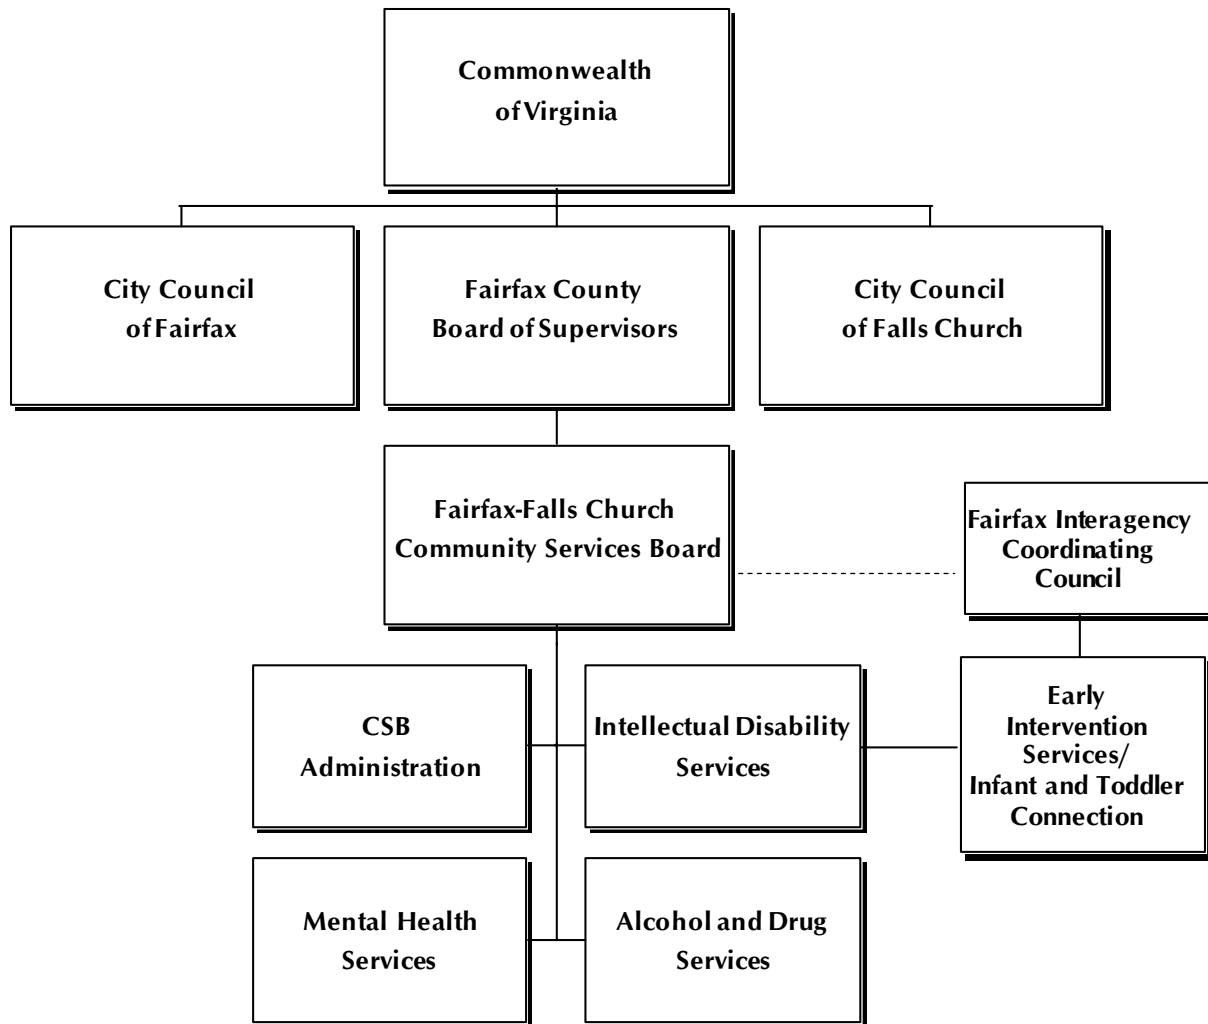 Commonwealth
of Virginia
City Council
of Fairfax
Fairfax County
Board of Supervisors
City Council
of Falls Church
Fairfax-Falls Church
Community Services Board
Fairfax Interagency
Coordinating
Council
CSB
Administration
Intellectual Disability
Services
Early
Intervention
Services/
Infant and Toddler
Connection
Mental Health
Services
Alcohol and Drug
Services